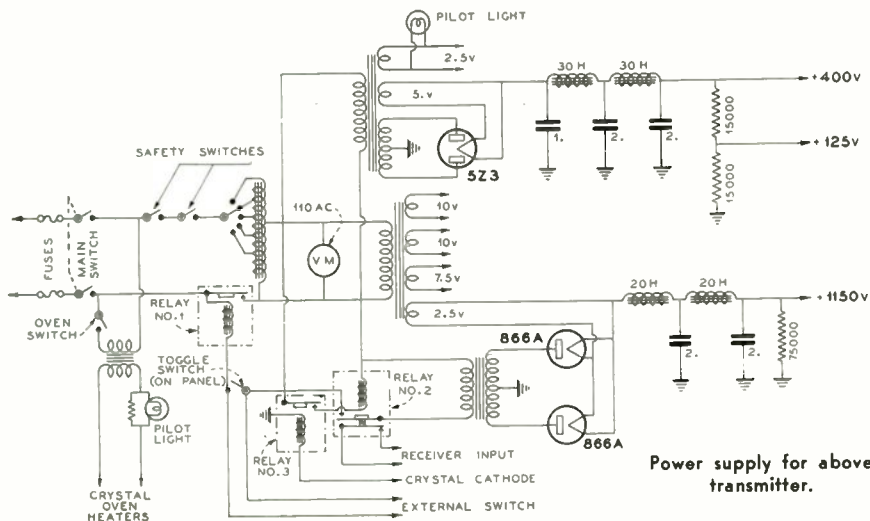 PILOT LIGHT
2.5v
30 H
30 H
+400V
5.v
15000
1.
2.
2.
SAFETY SWITCHES
+125V
5Z3
15000
110 AC
10v
FUSES
MAIN
SWITCH
VM
10v
7.5v
20 H
20 H
+1150V
RELAY
NO.1
2.5v
OVEN
SWITCH
866A
2.
2.
75000
TOGGLE
SWITCH
(ON PANEL)
RELAY
NO.2
PILOT
LIGHT
866A
RELAY
NO.3
RECEIVER INPUT
CRYSTAL CATHODE
CRYSTAL
OVEN
HEATERS
EXTERNAL SWITCH
Power supply for above
transmitter.